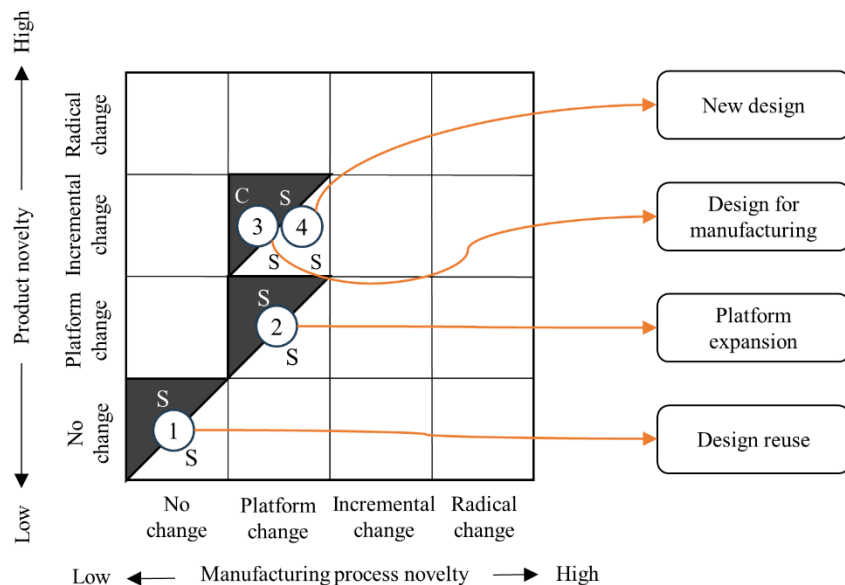 High
Product novelty
Low
Radical
change
Incremental
change
Platform
change
No
change
C
S
3
4
S
S
S
2
S
S
1
S
New design
Design for
manufacturing
Platform
expansion
Design reuse
No
change
Platform
change
Incremental
change
Radical
change
Low
Manufacturing process novelty
High